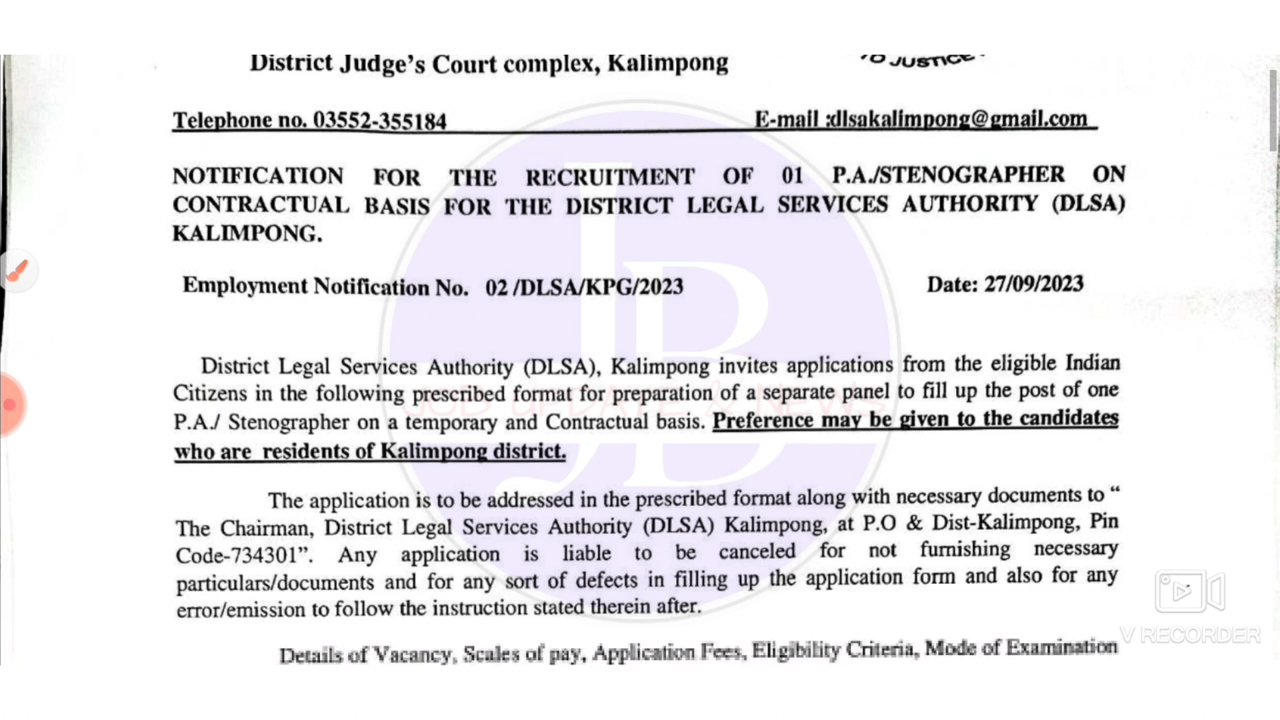 District Judge's Court complex, Kalimpong
TO JUSTICE
Telephone no. 03552-355184 E-mail :dlsakalimpong@gmail.com
NOTIFICATION FOR THE RECRUITMENT OF 01 P.A./STENOGRAPHER ON
CONTRACTUAL BASIS FOR THE DISTRICT LEGAL SERVICES AUTHORITY (DLSA)
KALIMPONG.
Employment Notification No. 02 /DLSA/KPG/2023 Date: 27/09/2023
District Legal Services Authority (DLSA), Kalimpong invites applications from the eligible Indian
Citizens in the following prescribed format for preparation of a separate panel to fill up the post of one
P.A./ Stenographer on a temporary and Contractual basis. Preference may be given to the candidates
who are residents of Kalimpong district.
The application is to be addressed in the prescribed format along with necessary documents to “
The Chairman, District Legal Services Authority (DLSA) Kalimpong, at P.O & Dist-Kalimpong, Pin
Code-734301”. Any application is liable to be canceled for not furnishing necessary
particulars/documents and for any sort of defects in filling up the application form and also for any
error/emission to follow the instruction stated therein after.
Details of Vacancy, Scales of pay, Application Fees, Eligibility Criteria, Mode of Examination
JB
JOB UPDATE & NEWS
V RECORDER